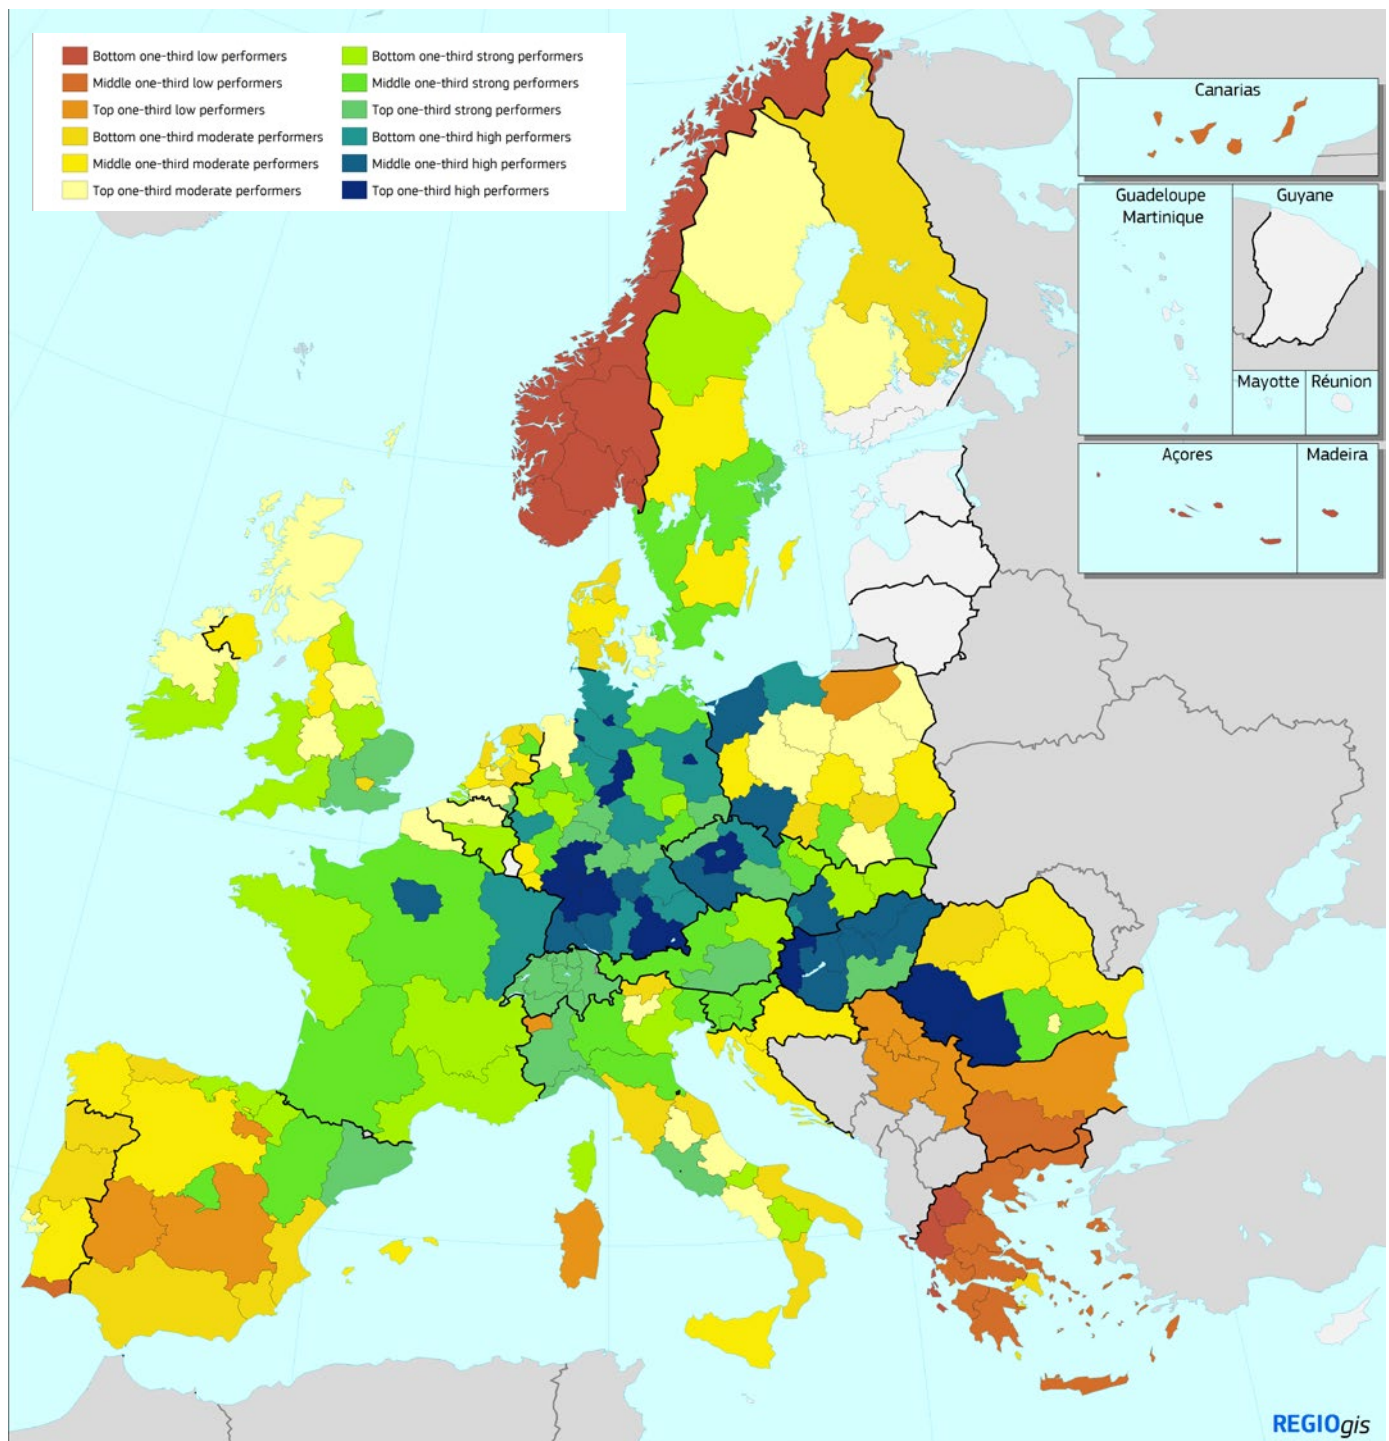 Bottom one-third low performers
Middle one-third low performers
Top one-third low performers
Bottom one-third moderate performers
Middle one-third moderate performers
Top one-third moderate performers
Bottom one-third strong performers
Middle one-third strong performers
Top one-third strong performers
Bottom one-third high performers
Middle one-third high performers
Top one-third high performers
Canarias
Guadeloupe
Martinique
Guyane
Mayotte
Réunion
Açores
Madeira
REGIOgis